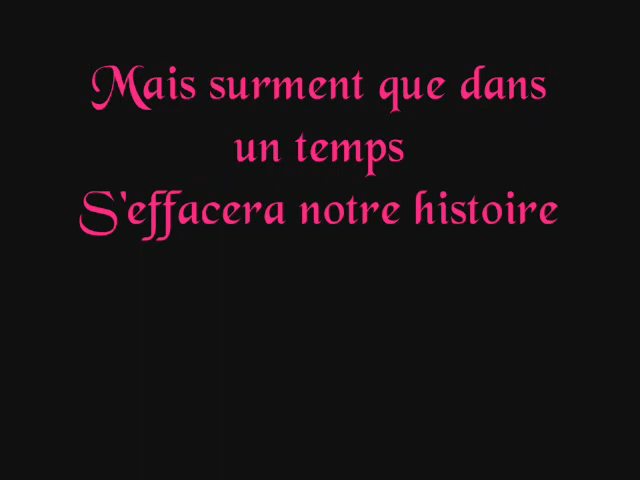 Mais surment que dans
un temps
S'effacera notre histoire